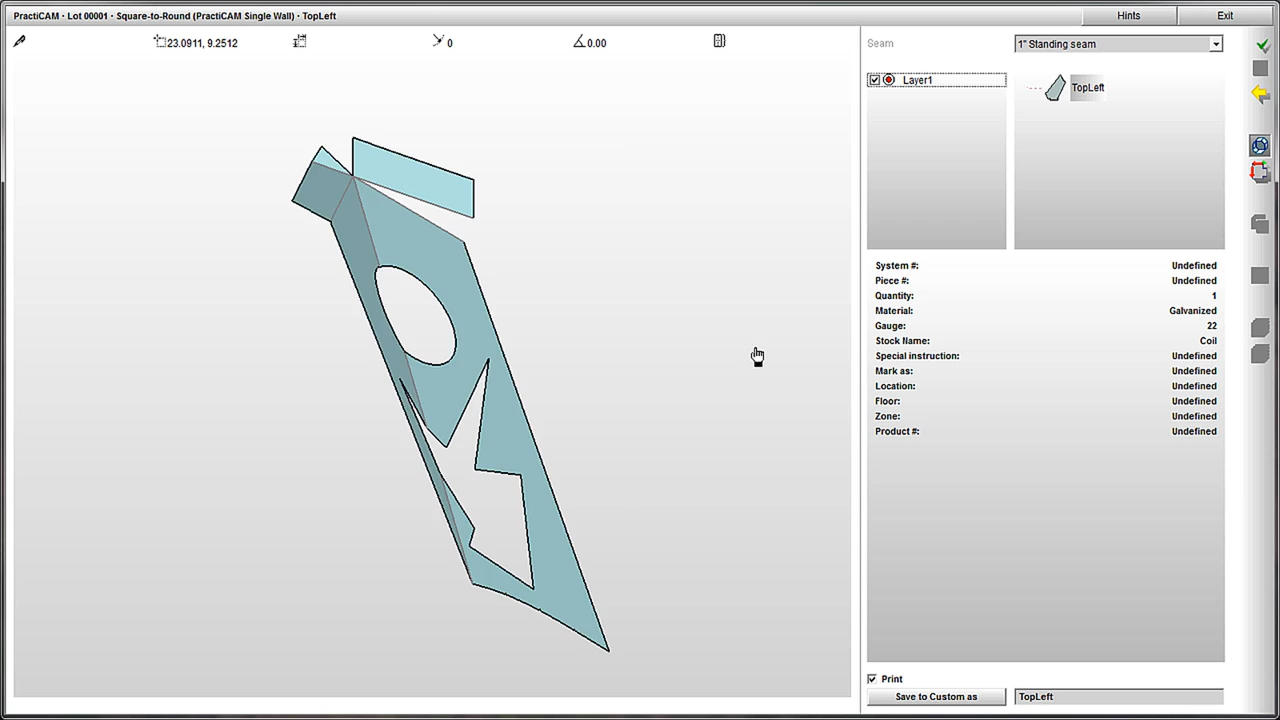 PractiCAM - Lot 00001 - Square-to-Round (PractiCAM Single Wall) - TopLeft
Hints
Exit
23.0911, 9.2512
0
0.00
Seam
1" Standing seam
Layer1
TopLeft
System #: Undefined
Piece #: Undefined
Quantity: 1
Material: Galvanized
Gauge: 22
Stock Name: Coil
Special instruction: Undefined
Mark as: Undefined
Location: Undefined
Floor: Undefined
Zone: Undefined
Product #: Undefined
Print
Save to Custom as
TopLeft